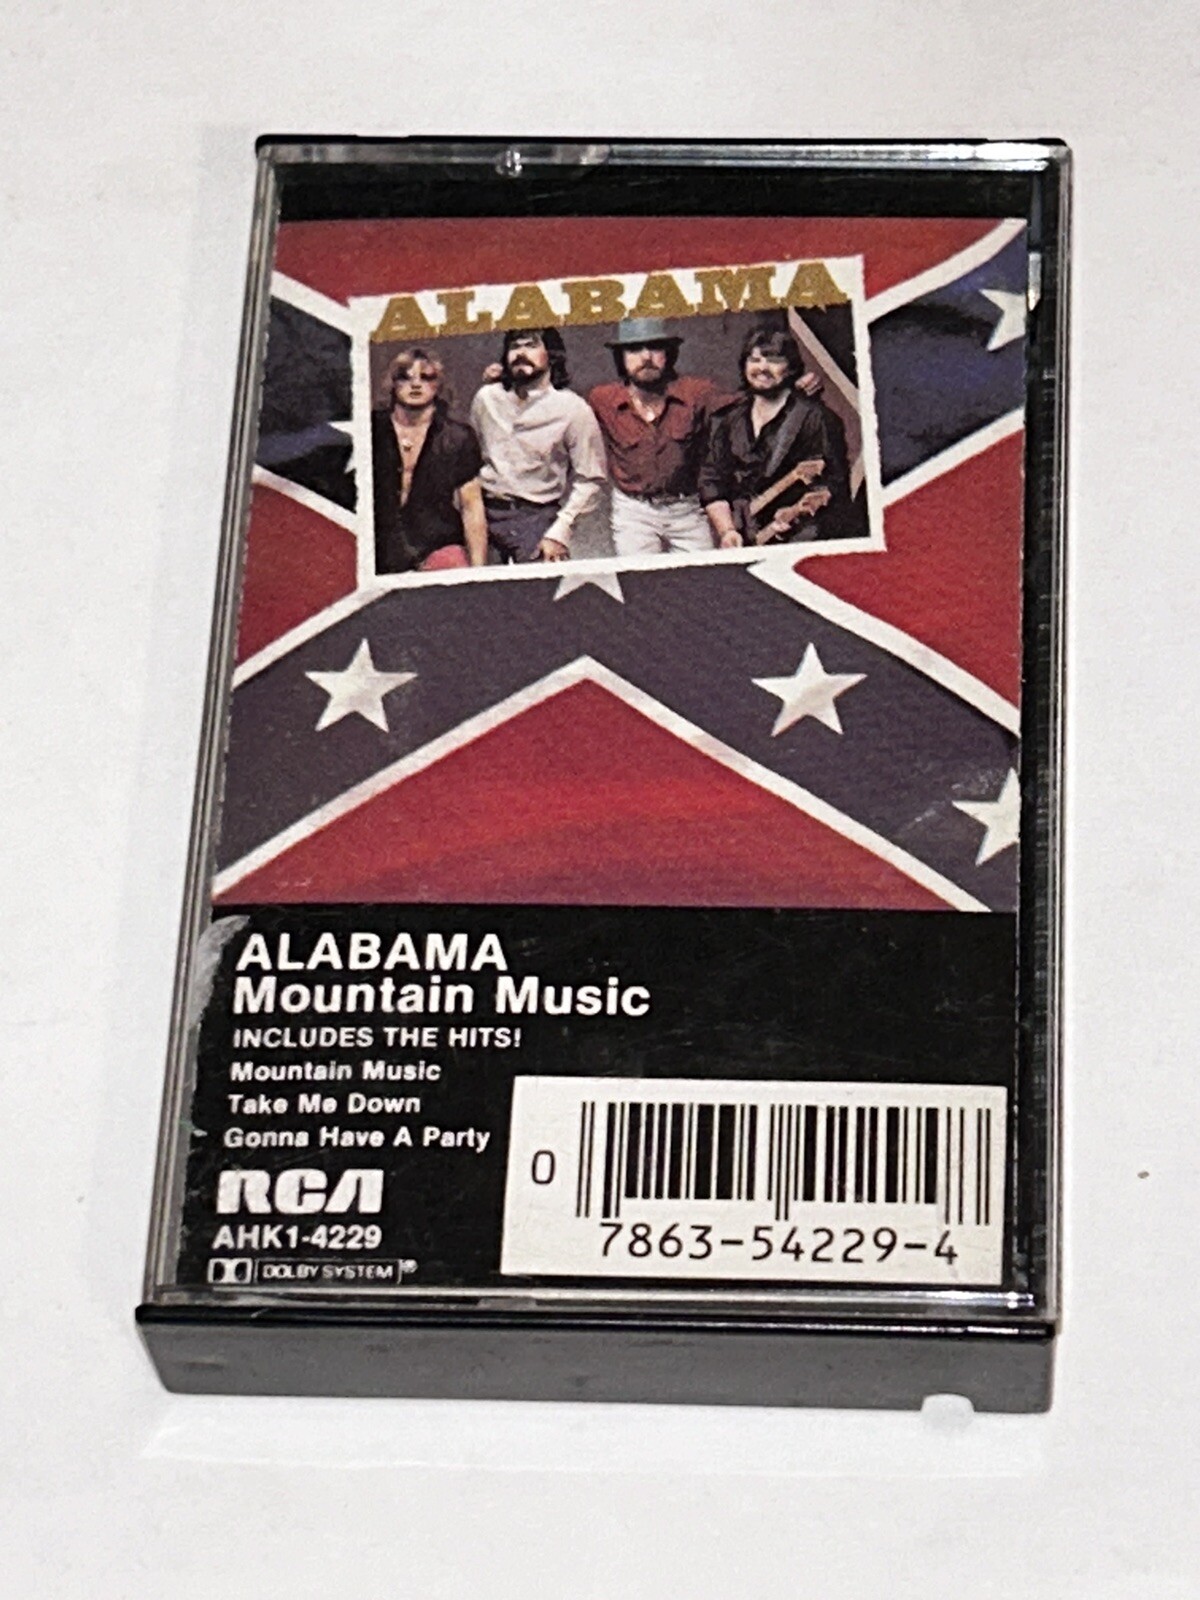 ALABAMA
ALABAMA
Mountain Music
INCLUDES THE HITS!
Mountain Music
Take Me Down
Gonna Have A Party
RCA
AHK1-4229
DOLBY SYSTEM®
0
7863-54229-4